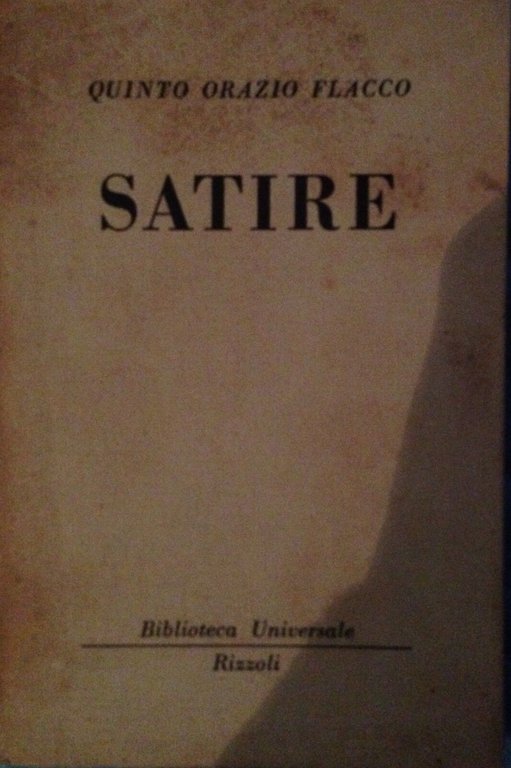 QUINTO ORAZIO FLACCO
SATIRE
Biblioteca Universale
Rizzoli